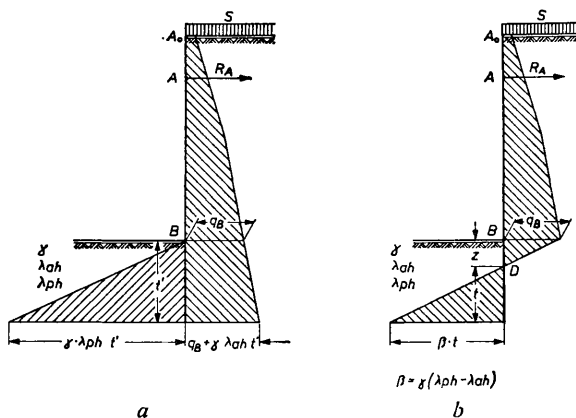 S
A₀
A
R_A
B
q_B
γ
λah
λph
t'
γ·λph t'
q_B+γ λah t'
a
S
A₀
A
R_A
B
q_B
z
D
γ
λah
λph
t
β·t
β = γ(λph-λah)
b